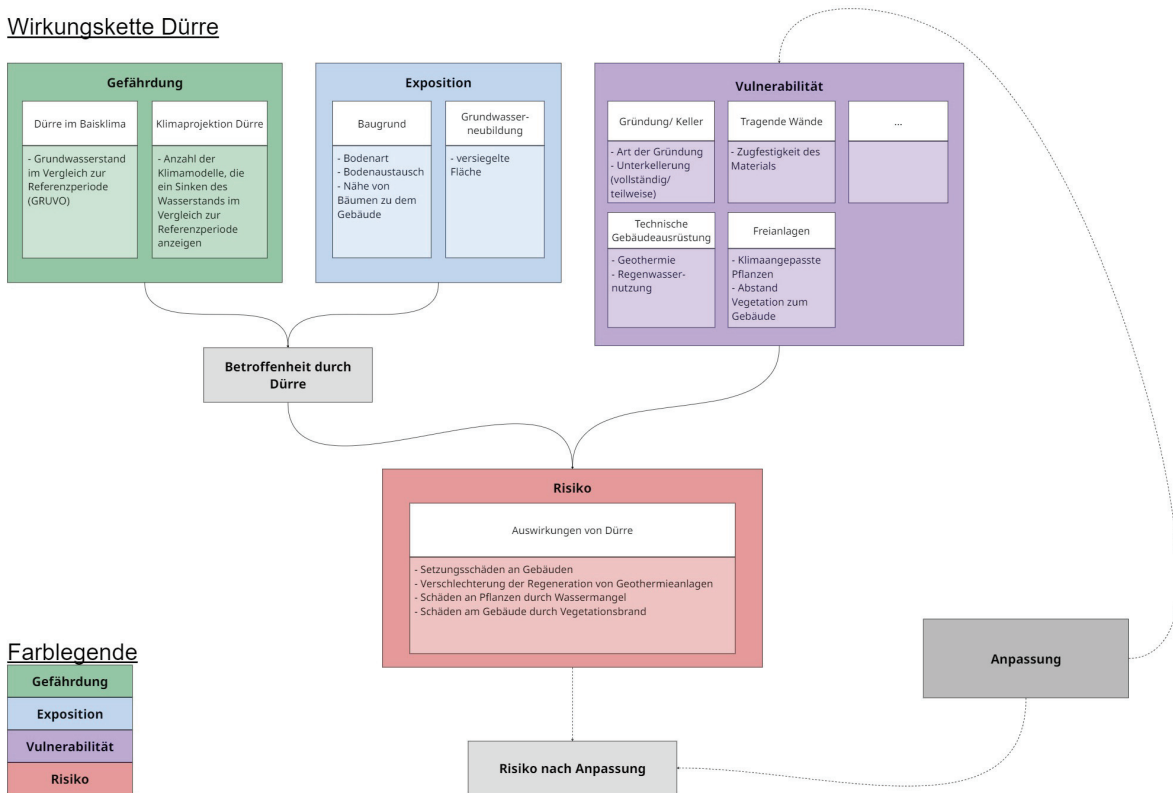 Wirkungskette Dürre
Gefährdung
Dürre im Baisklima
- Grundwasserstand
im Vergleich zur
Referenzperiode
(GRUVO)
Klimaprojektion Dürre
- Anzahl der
Klimamodelle, die
ein Sinken des
Wasserstands im
Vergleich zur
Referenzperiode
anzeigen
Exposition
Baugrund
- Bodenart
- Bodenaustausch
- Nähe von
Bäumen zu dem
Gebäude
Grundwasser-
neubildung
- versiegelte
Fläche
Vulnerabilität
Gründung/ Keller
- Art der Gründung
- Unterkellerung
(vollständig/
teilweise)
Tragende Wände
- Zugfestigkeit des
Materials
...
Technische
Gebäudeausrüstung
- Geothermie
- Regenwasser-
nutzung
Freianlagen
- Klimaangepasste
Pflanzen
- Abstand
Vegetation zum
Gebäude
Betroffenheit durch
Dürre
Risiko
Auswirkungen von Dürre
- Setzungsschäden an Gebäuden
- Verschlechterung der Regeneration von Geothermieanlagen
- Schäden an Pflanzen durch Wassermangel
- Schäden am Gebäude durch Vegetationsbrand
Anpassung
Risiko nach Anpassung
Farblegende
Gefährdung
Exposition
Vulnerabilität
Risiko